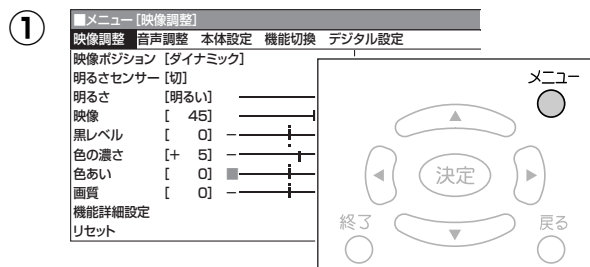 ①
■メニュー [映像調整]
映像調整 音声調整 本体設定 機能切換 デジタル設定
映像ポジション [ダイナミック]
明るさセンサー [切]
明るさ [明るい]
映像 [ 45]
黒レベル [ 0] −
色の濃さ [+ 5] −
色あい [ 0]
画質 [ 0] −
機能詳細設定
リセット
メニュー
決定
終了
戻る